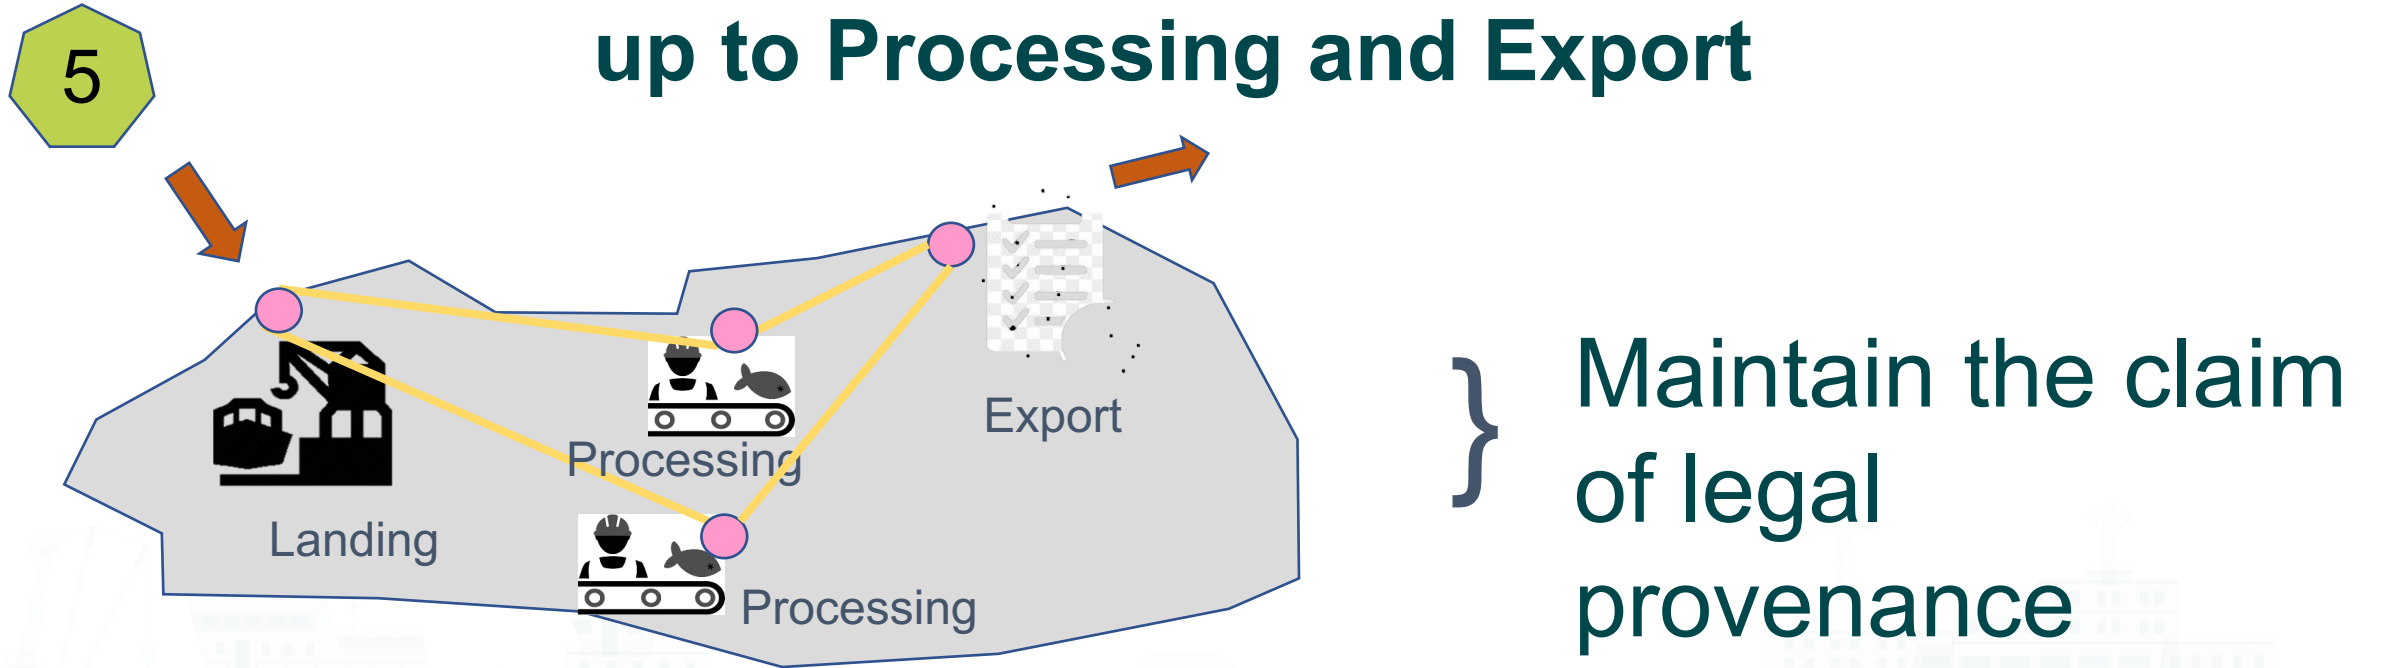 5
up to Processing and Export
Landing
Processing
Processing
Export
}
Maintain the claim
of legal
provenance